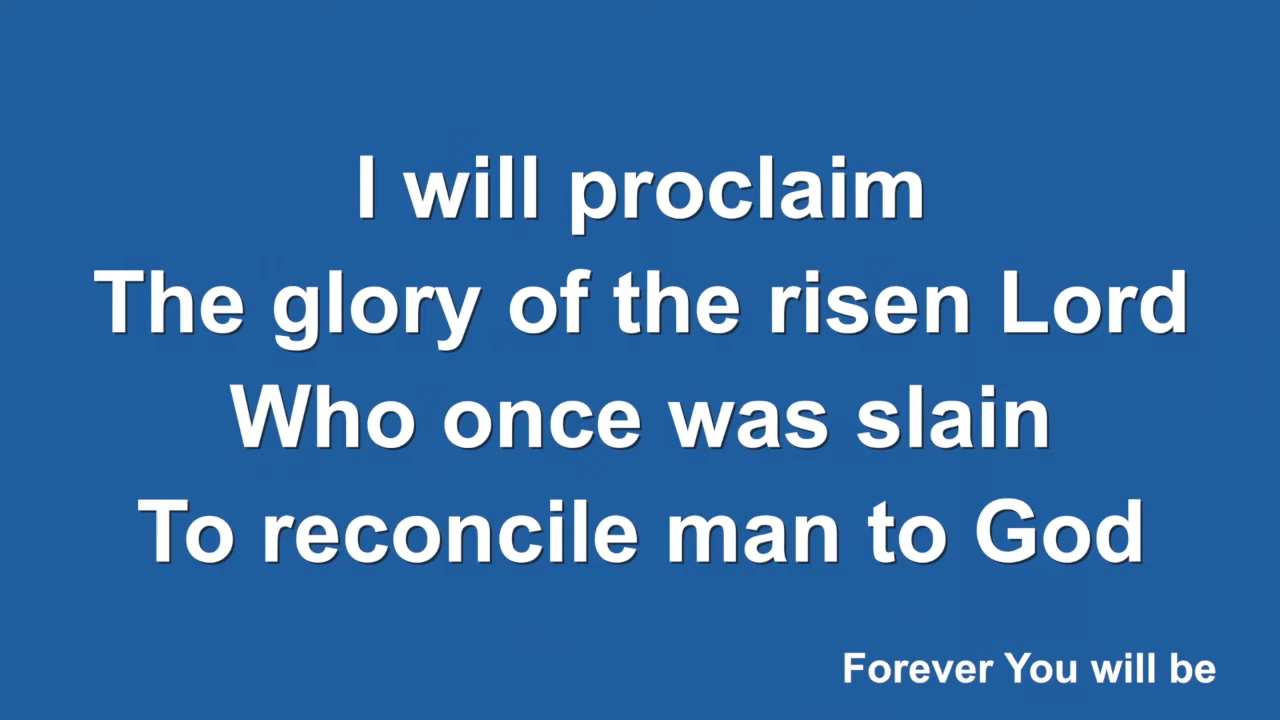 I will proclaim
The glory of the risen Lord
Who once was slain
To reconcile man to God
Forever You will be